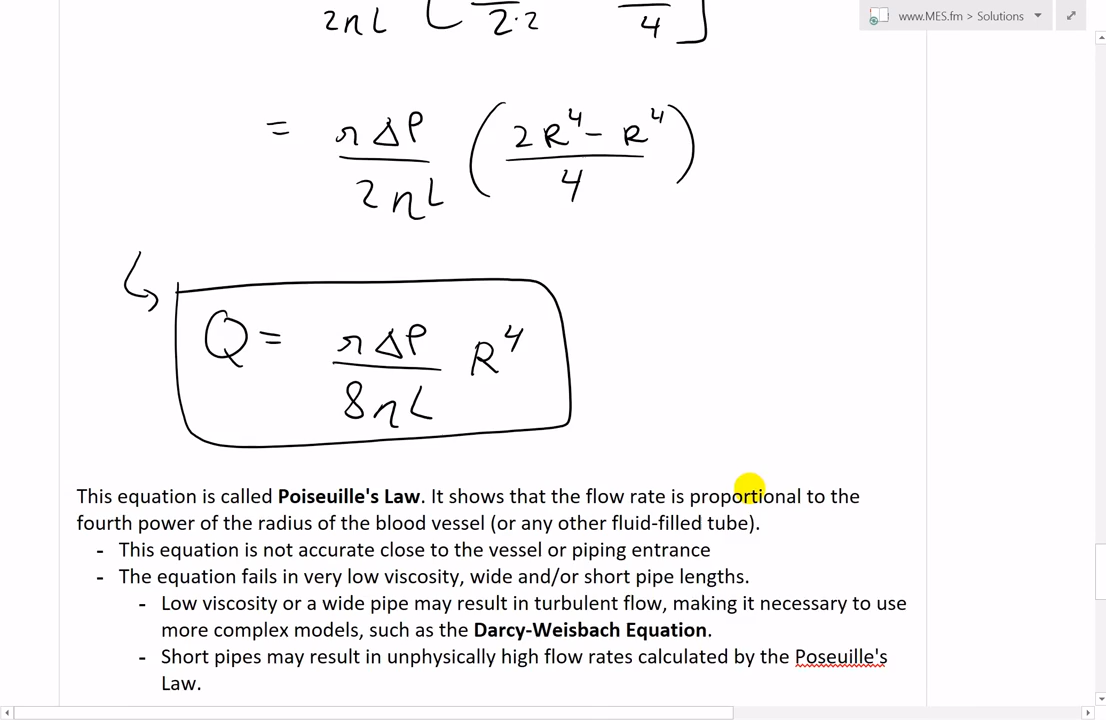 www.MES.fm > Solutions
2ηL [ 2·2 4 ]
= πΔP / 2ηL ( 2R⁴ - R⁴ / 4 )
Q = πΔP / 8ηL R⁴
This equation is called Poiseuille's Law. It shows that the flow rate is proportional to the
fourth power of the radius of the blood vessel (or any other fluid-filled tube).
- This equation is not accurate close to the vessel or piping entrance
- The equation fails in very low viscosity, wide and/or short pipe lengths.
- Low viscosity or a wide pipe may result in turbulent flow, making it necessary to use
more complex models, such as the Darcy-Weisbach Equation.
- Short pipes may result in unphysically high flow rates calculated by the Poseuille's
Law.